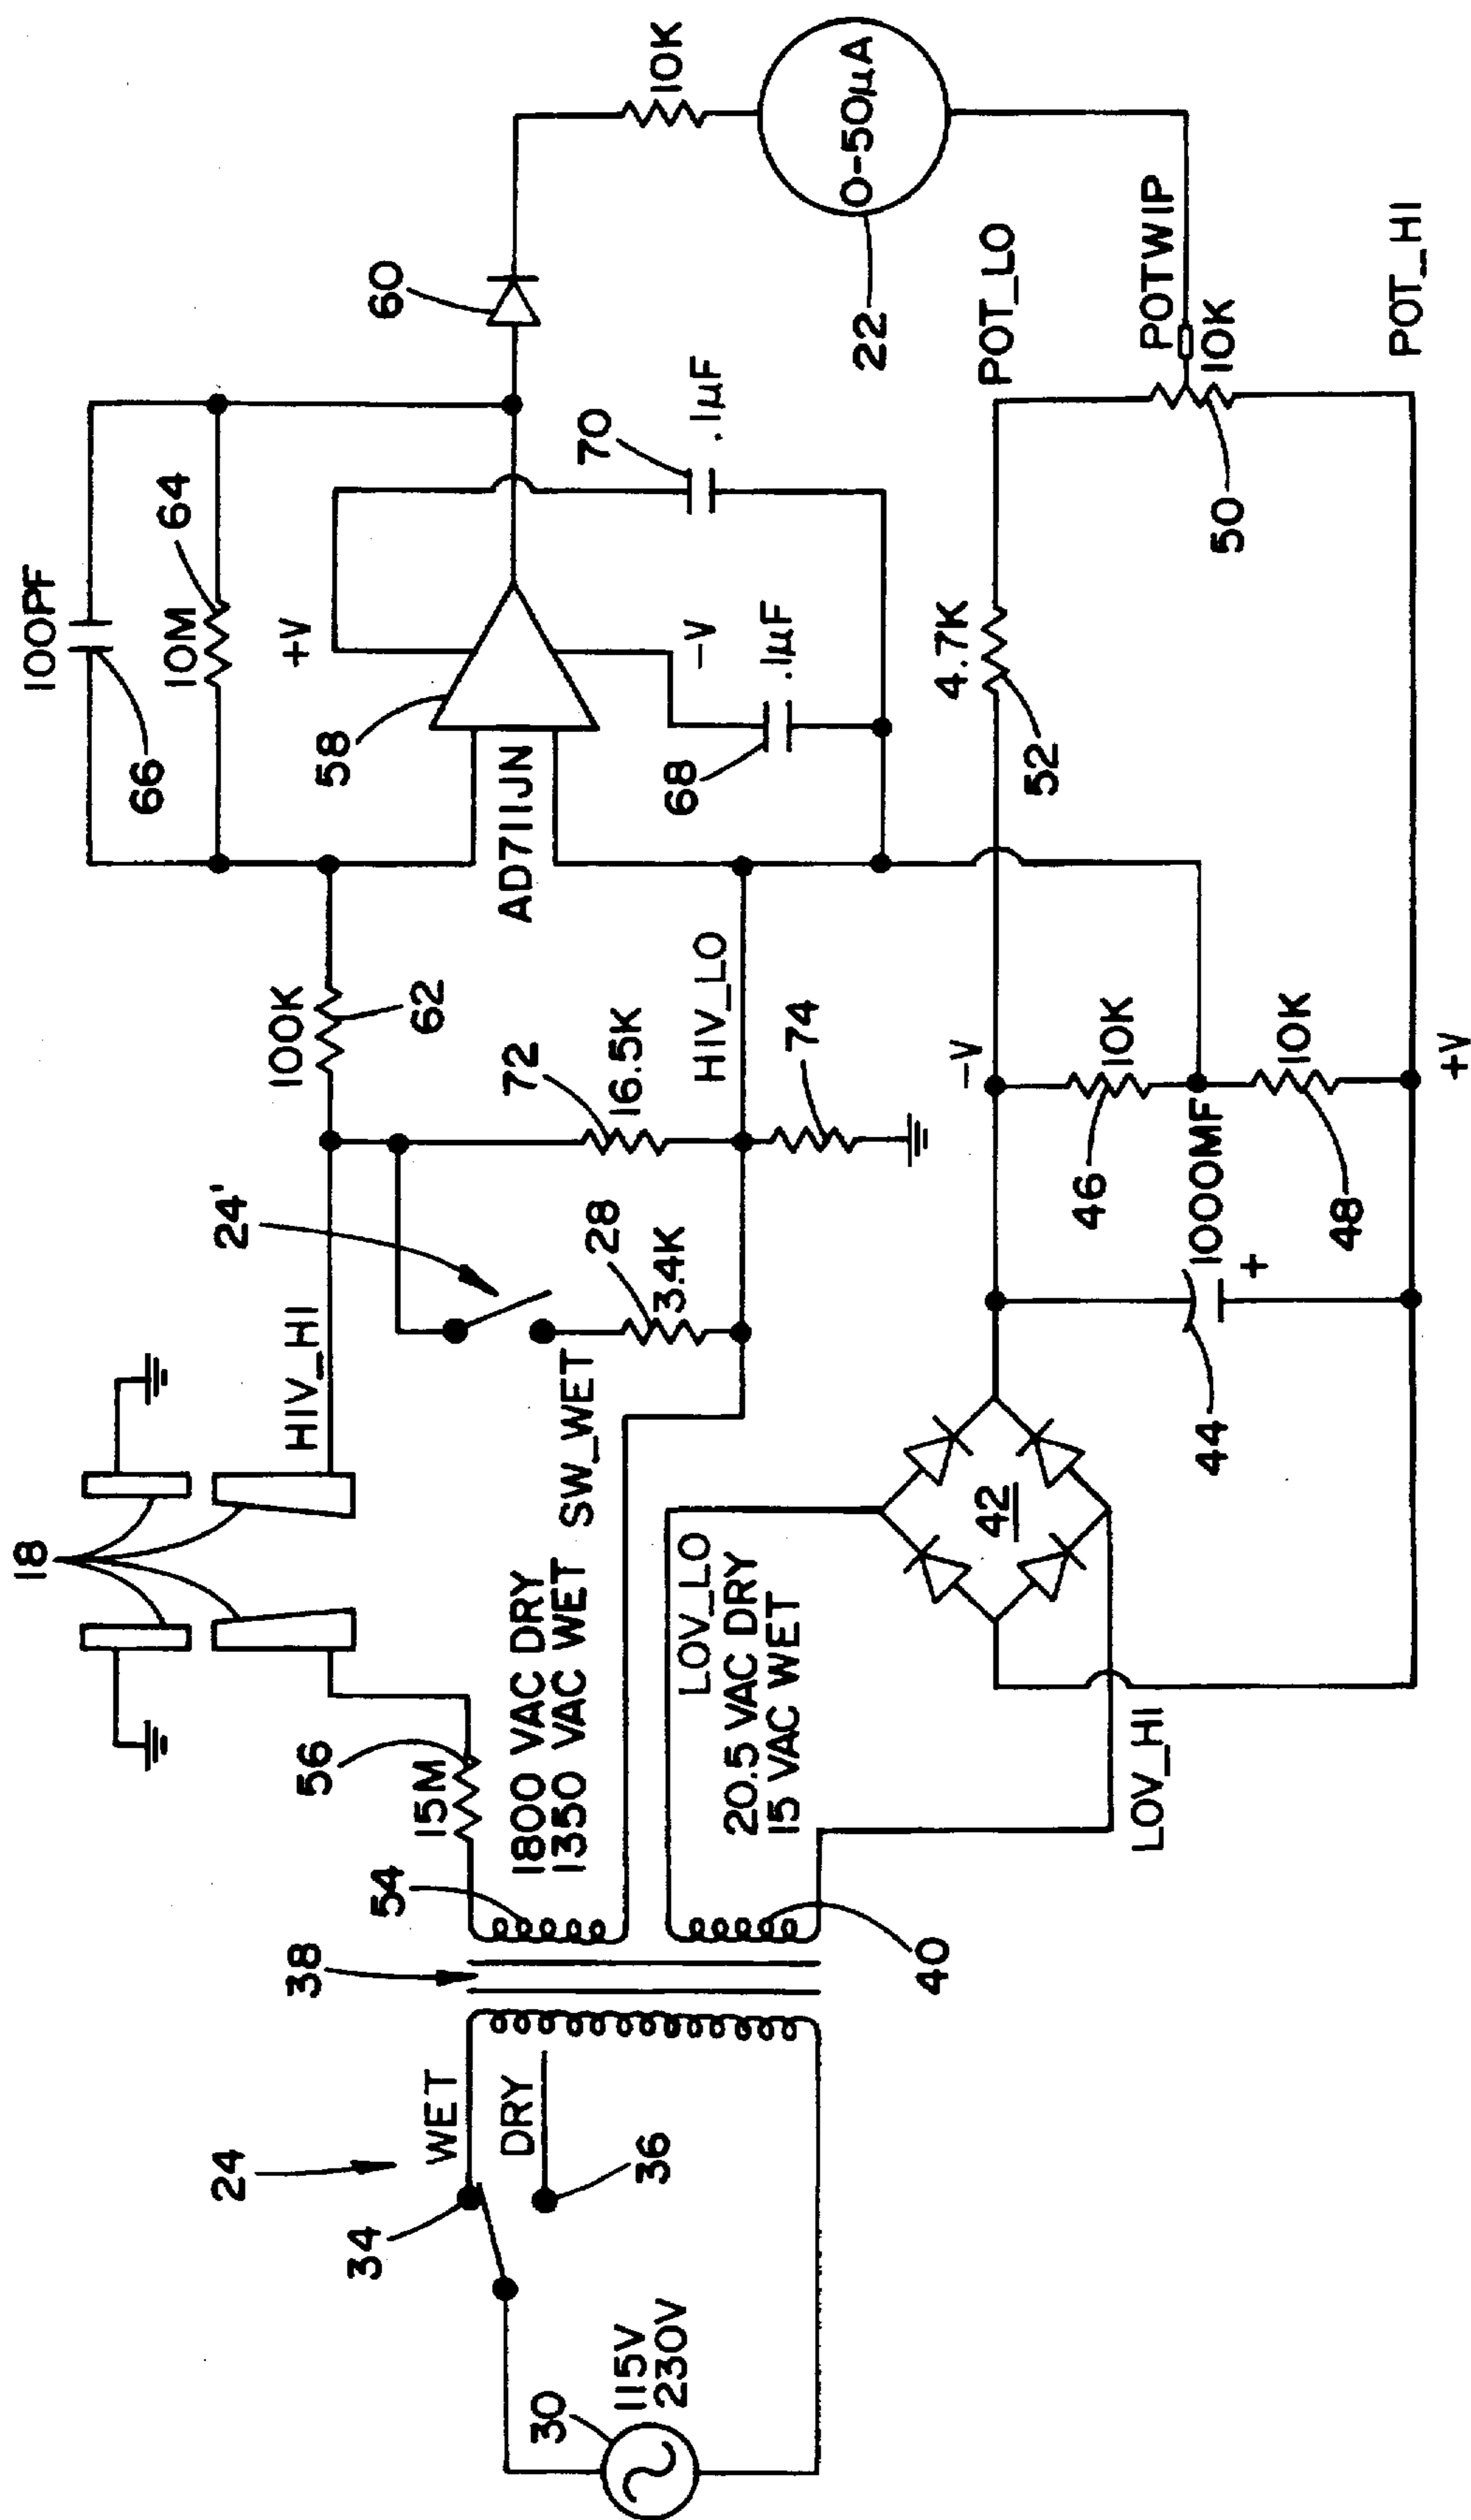 18
100PF
66
10M
64
+V
58
AD711JN
60
10K
0-50µA
22
70
.1µF
-V
68
.1µF
100K
62
72
16.5K
HIV_LO
74
24'
28
3.4K
SW_WET
HIV_HI
56
15M
54
1800 VAC DRY
1350 VAC WET
38
LOV_LO
20.5 VAC DRY
15 VAC WET
40
LOV_HI
42
44
1000MF
+
-V
46
10K
48
10K
+V
4.7K
52
POT_LO
POTWIP
10K
50
POT_HI
24
WET
34
DRY
36
30
115V
230V